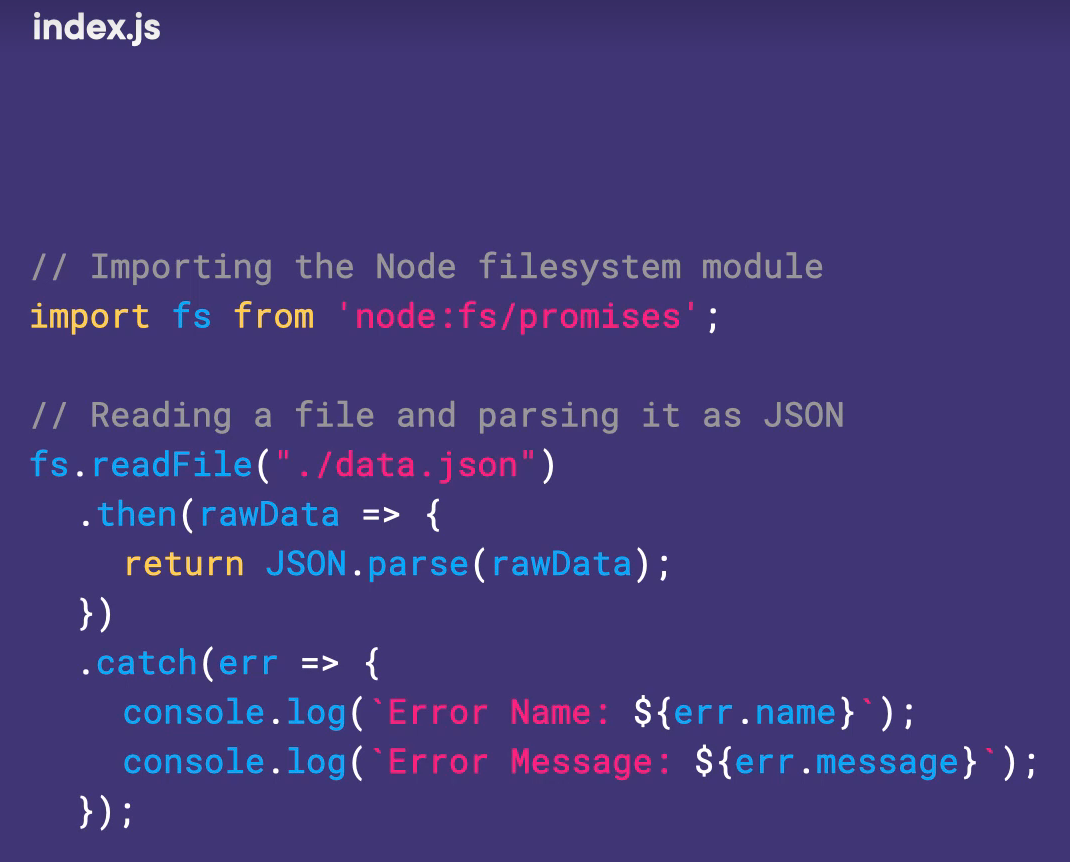 index.js
// Importing the Node filesystem module
import fs from 'node:fs/promises';
// Reading a file and parsing it as JSON
fs.readFile("./data.json")
.then(rawData => {
return JSON.parse(rawData);
})
.catch(err => {
console.log(`Error Name: ${err.name}`);
console.log(`Error Message: ${err.message}`);
});